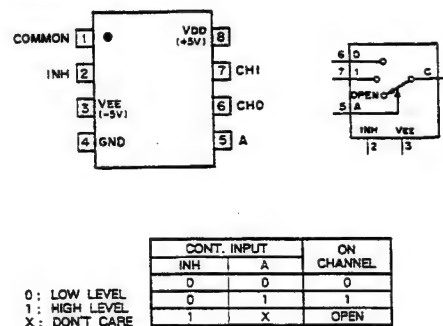 COMMON 1
INH 2
3 VEE (-5V)
4 GND
VDD (+5V) 8
7 CH1
6 CH0
5 A
6 0
7 1
OPEN
5 A
C
INH VEE
2 3
CONT. INPUT ON CHANNEL
INH A
0 0 0
0 1 1
1 X OPEN
0 : LOW LEVEL
1 : HIGH LEVEL
X : DON'T CARE